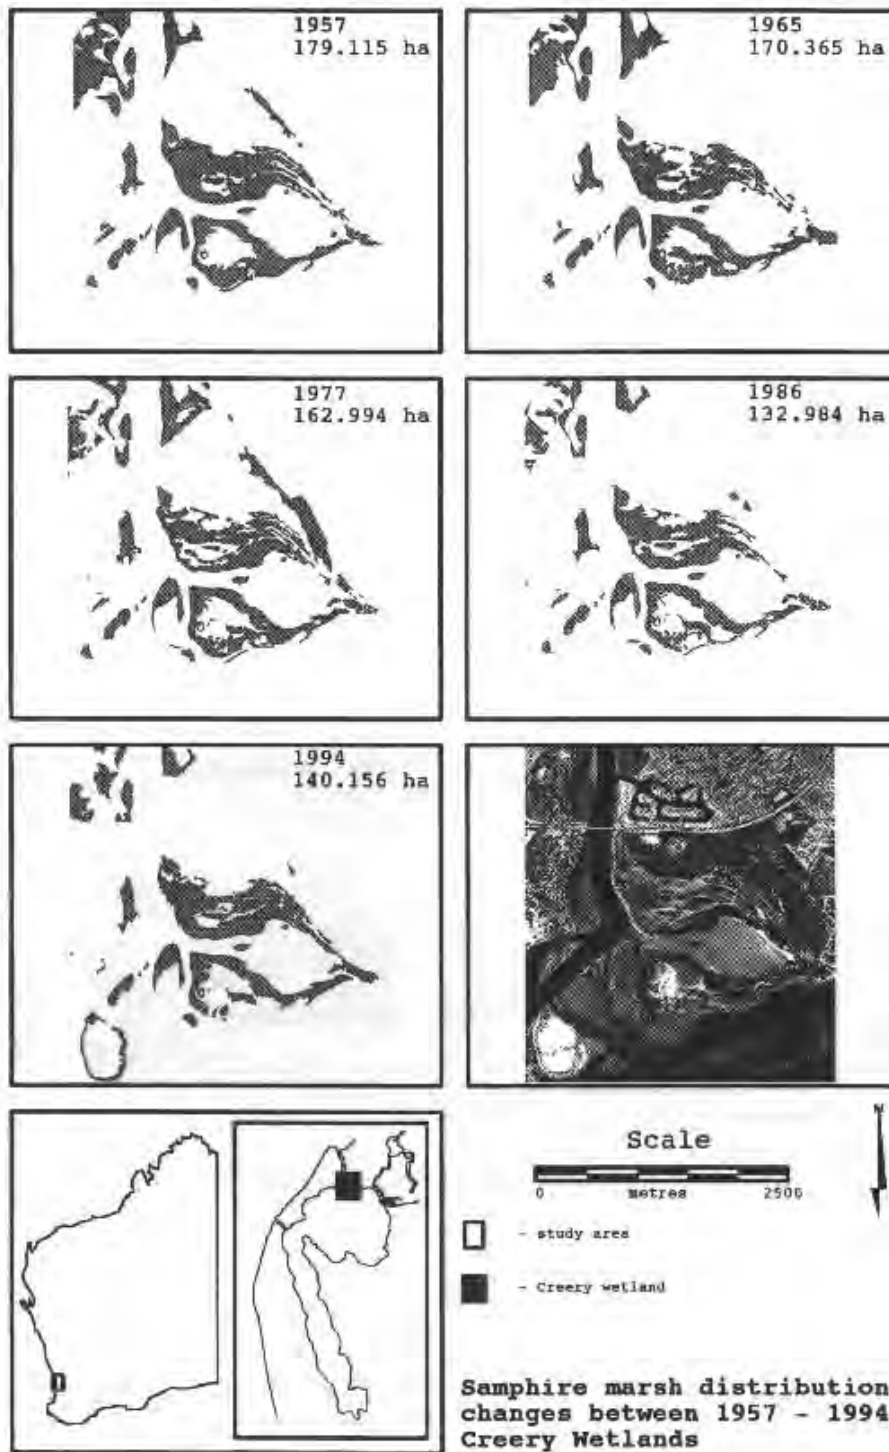 1957
179.115 ha
1965
170.365 ha
1977
162.994 ha
1986
132.984 ha
1994
140.156 ha
N
Scale
0 metres 2500
- study area
- Creery wetland
Samphire marsh distribution
changes between 1957 - 1994
Creery Wetlands